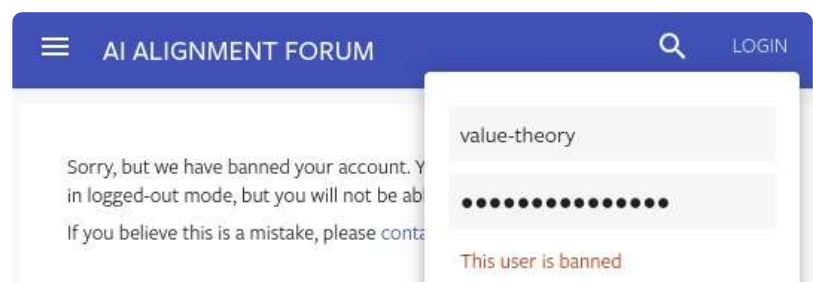 AI ALIGNMENT FORUM LOGIN
value-theory
Sorry, but we have banned your account. Y
in logged-out mode, but you will not be ab
If you believe this is a mistake, please conta
This user is banned